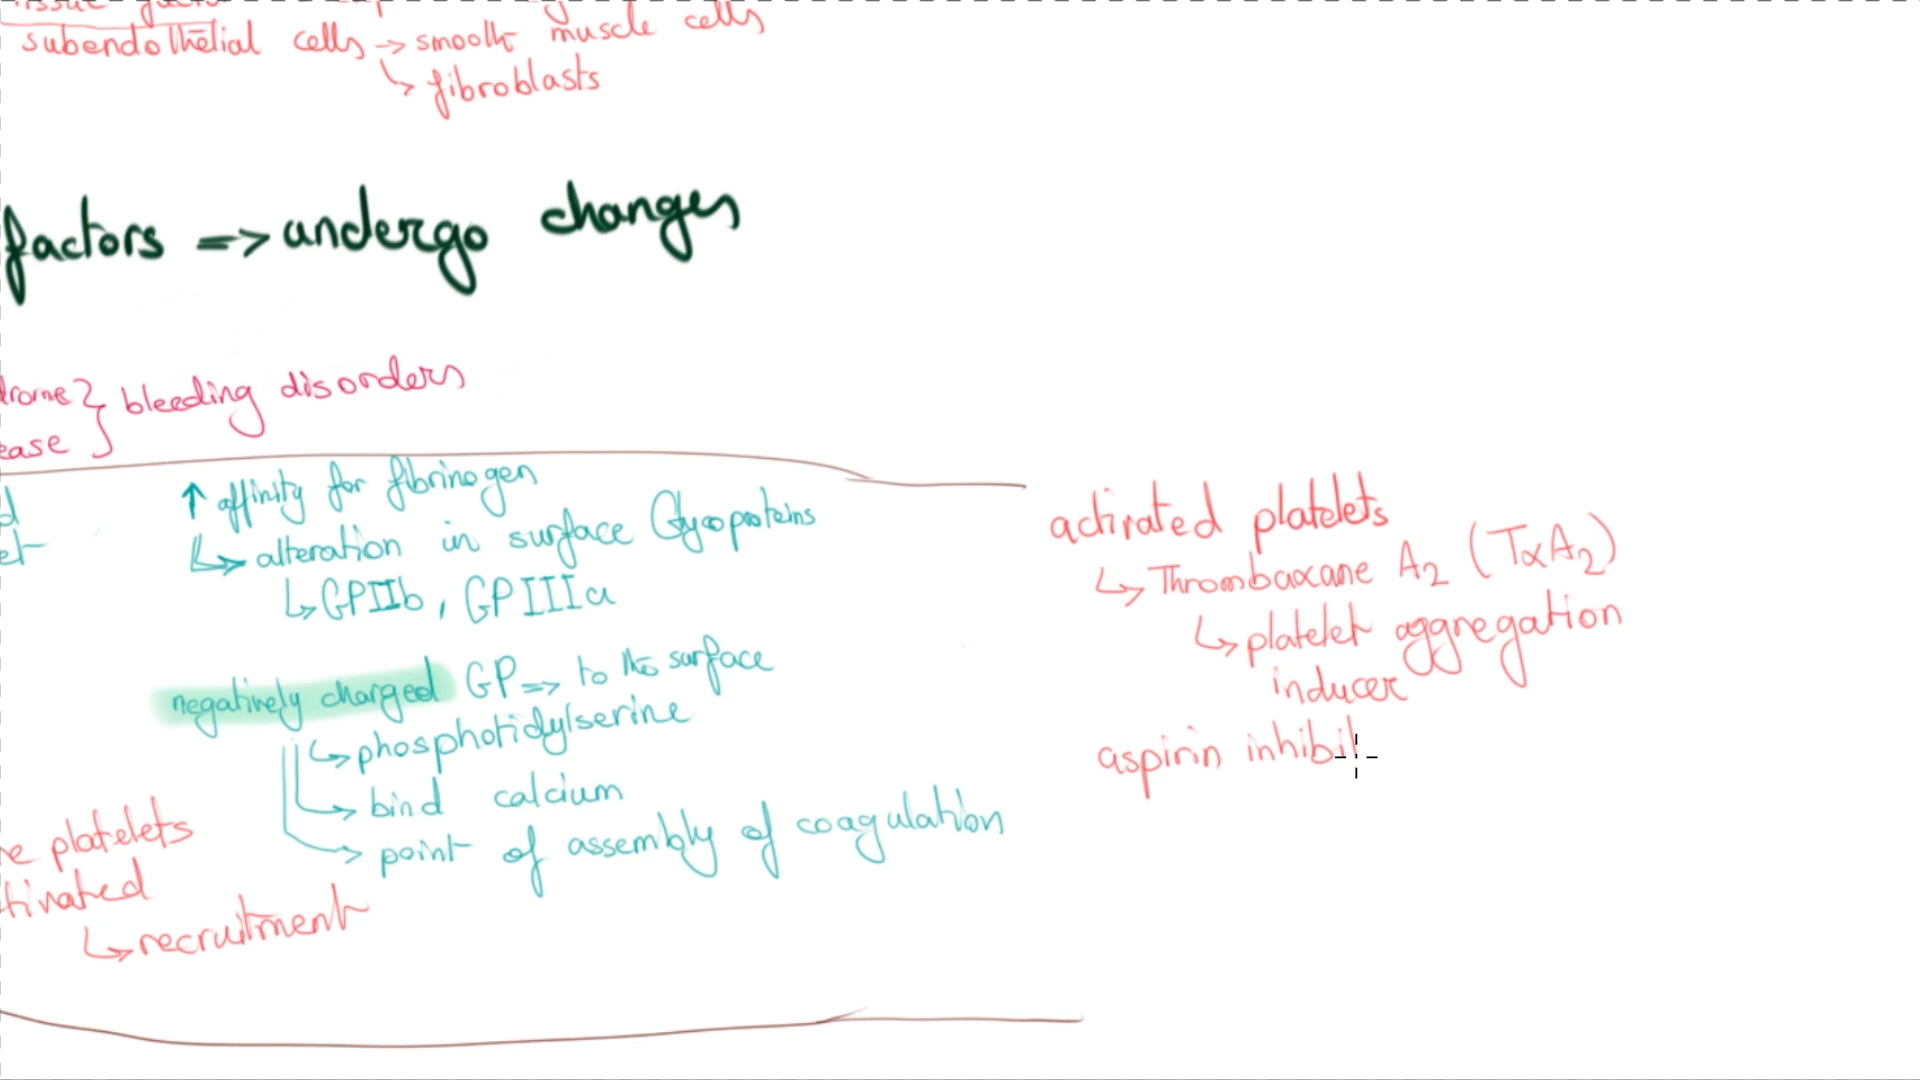 subendothelial cells → smooth muscle cells
↳ fibroblasts
factors => undergo changes
drome } bleeding disorders
ease
↑ affinity for fibrinogen
↳ alteration in surface Glycoproteins
↳ GPIIb, GPIIIa
negatively charged GP => to the surface
↳ phosphotidylserine
↳ bind calcium
↳ point of assembly of coagulation
e platelets
tivated
↳ recruitment
activated platelets
↳ Thromboxane A2 (TxA2)
↳ platelet aggregation
inducer
aspirin inhibit